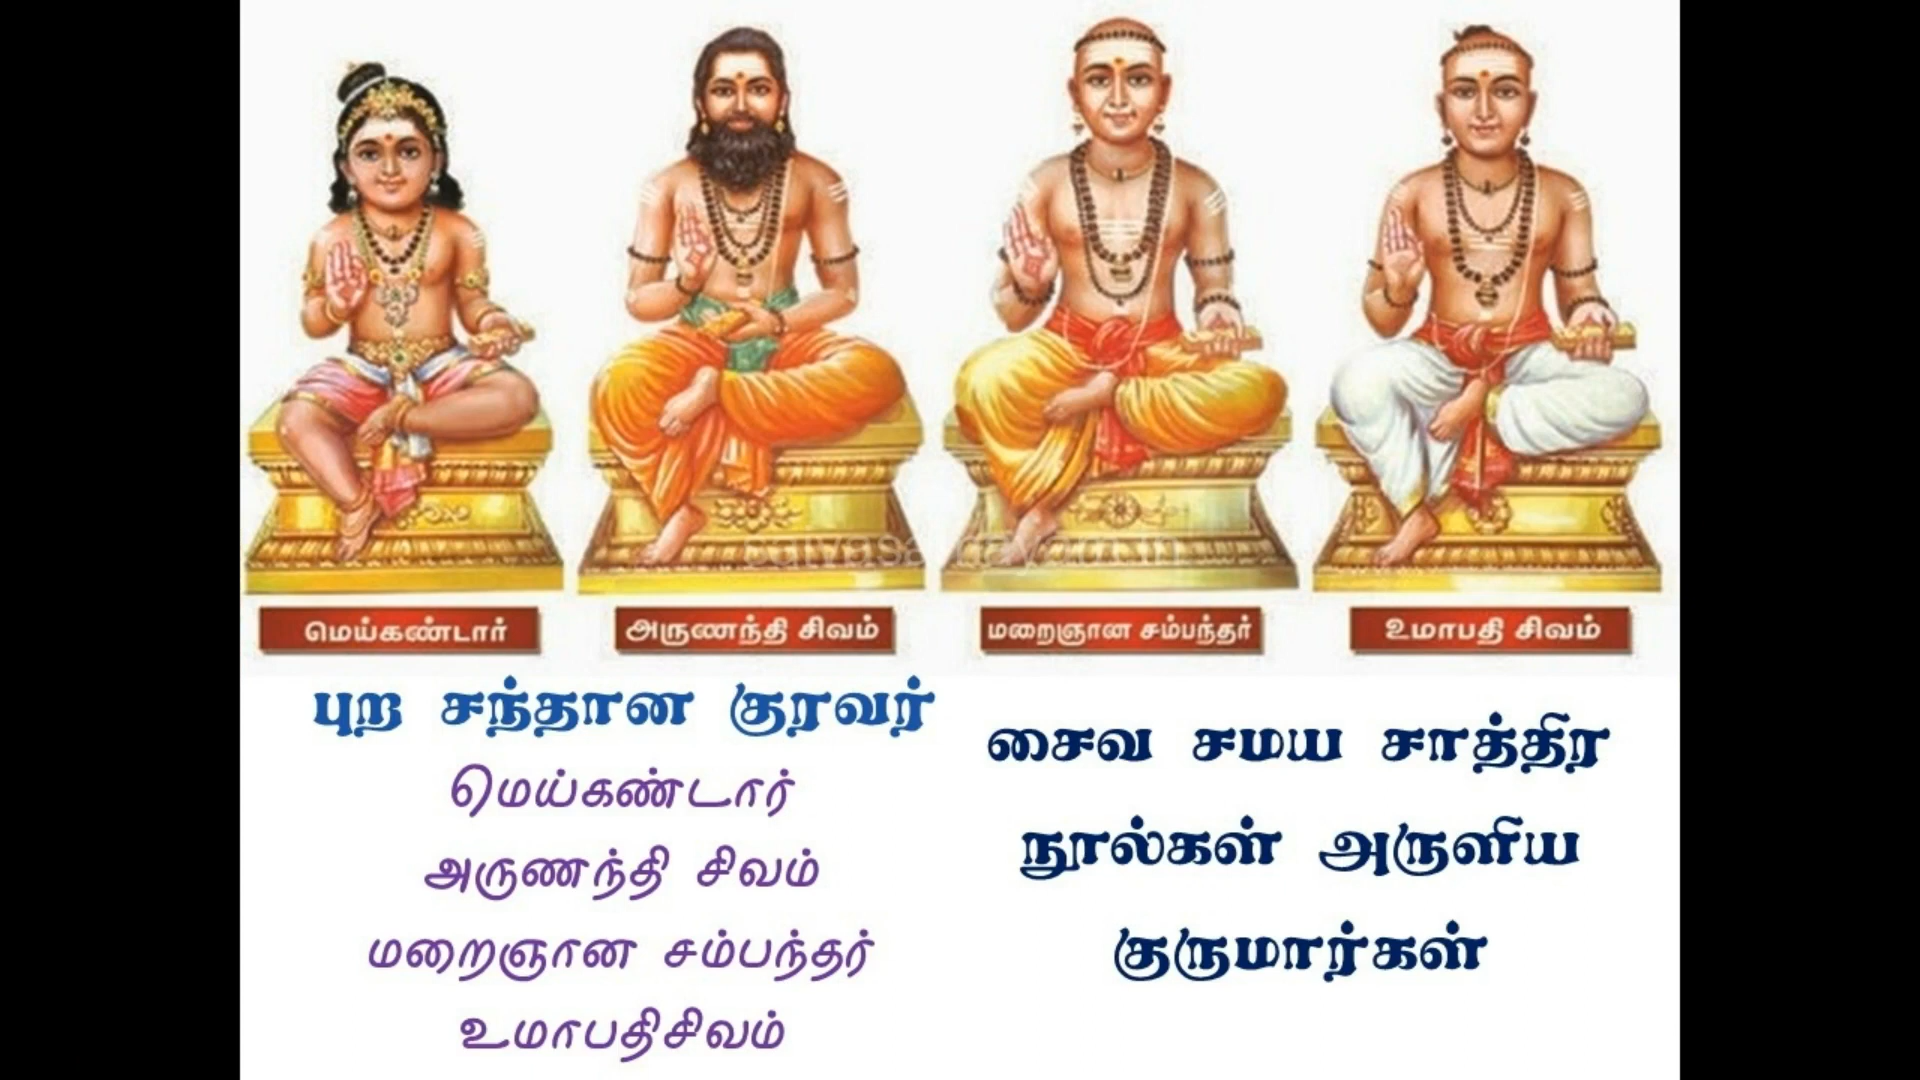 மெய்கண்டார்
அருணந்தி சிவம்
மறைஞான சம்பந்தர்
உமாபதி சிவம்
புற சந்தான குரவர்
மெய்கண்டார்
அருணந்தி சிவம்
மறைஞான சம்பந்தர்
உமாபதிசிவம்
சைவ சமய சாத்திர
நூல்கள் அருளிய
குருமார்கள்